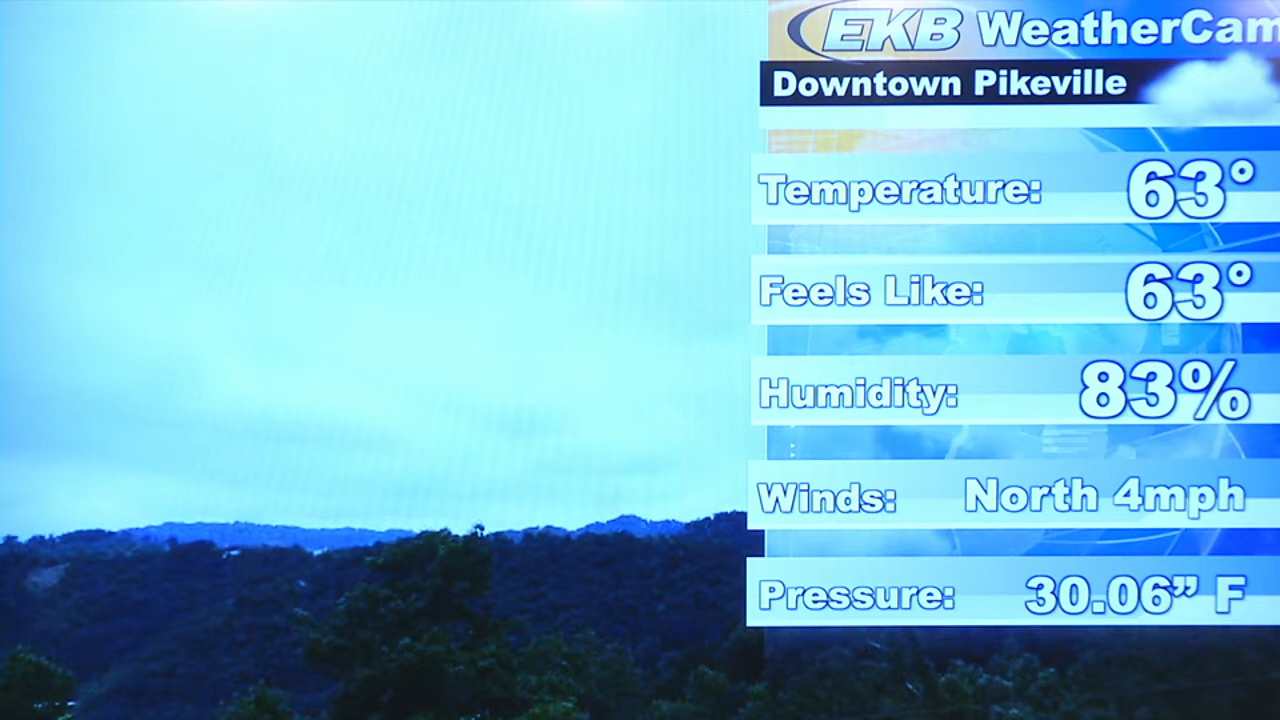 EKB WeatherCam
Downtown Pikeville
Temperature: 63°
Feels Like: 63°
Humidity: 83%
Winds: North 4mph
Pressure: 30.06” F